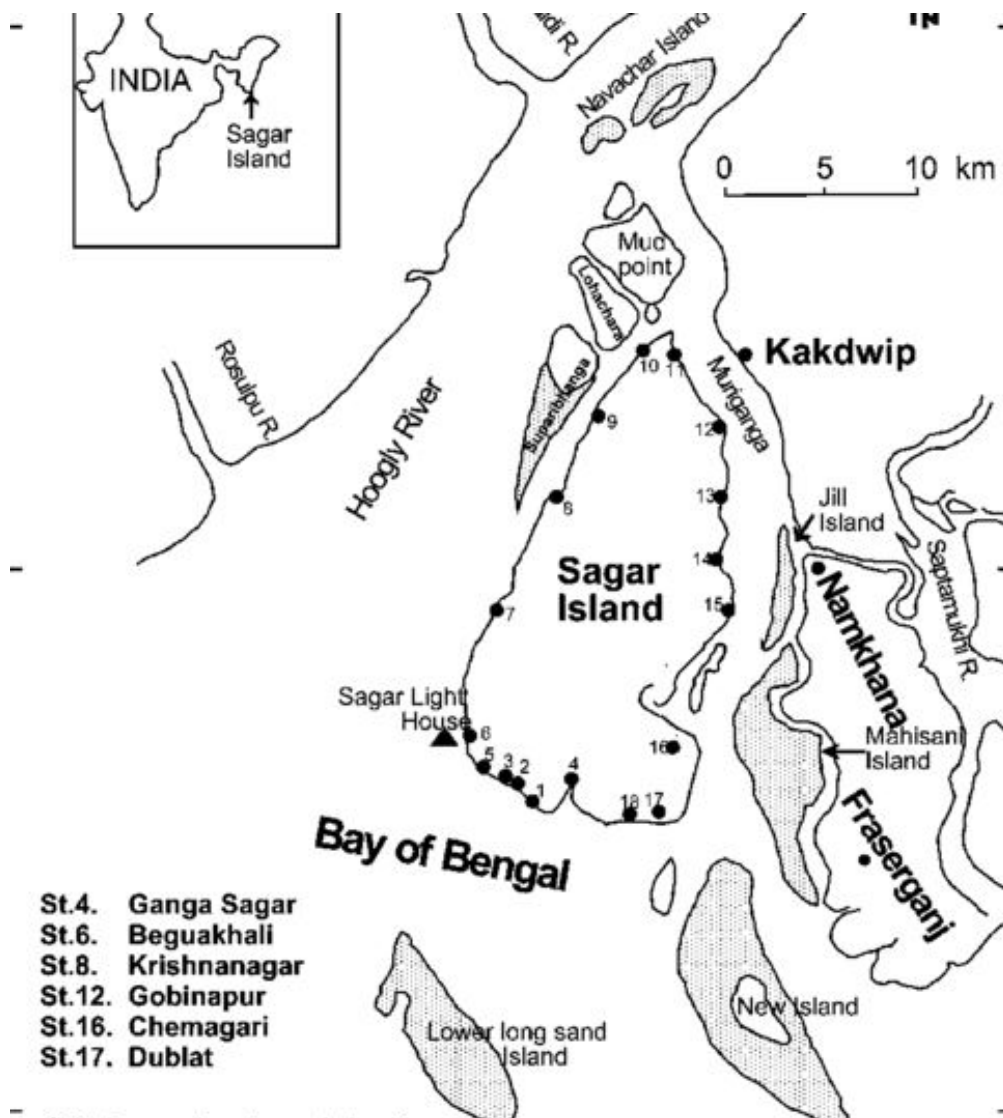 INDIA
Sagar
Island
Navachar Island
0 5 10 km
Mud
point
Lohachara
Suparibhanga
Kakdwip
Muriganga
Rosulpu R.
Hoogly River
10
11
9
12
8
13
Jill
Island
14
Sagar
Island
15
7
Namkhana
Saptamukhi R.
Sagar Light
House
6
16
Mahisani
Island
5
3
2
4
1
18
17
Fraserganj
Bay of Bengal
St.4. Ganga Sagar
St.6. Beguakhali
St.8. Krishnanagar
St.12. Gobinapur
St.16. Chemagari
St.17. Dublat
New Island
Lower long sand
Island